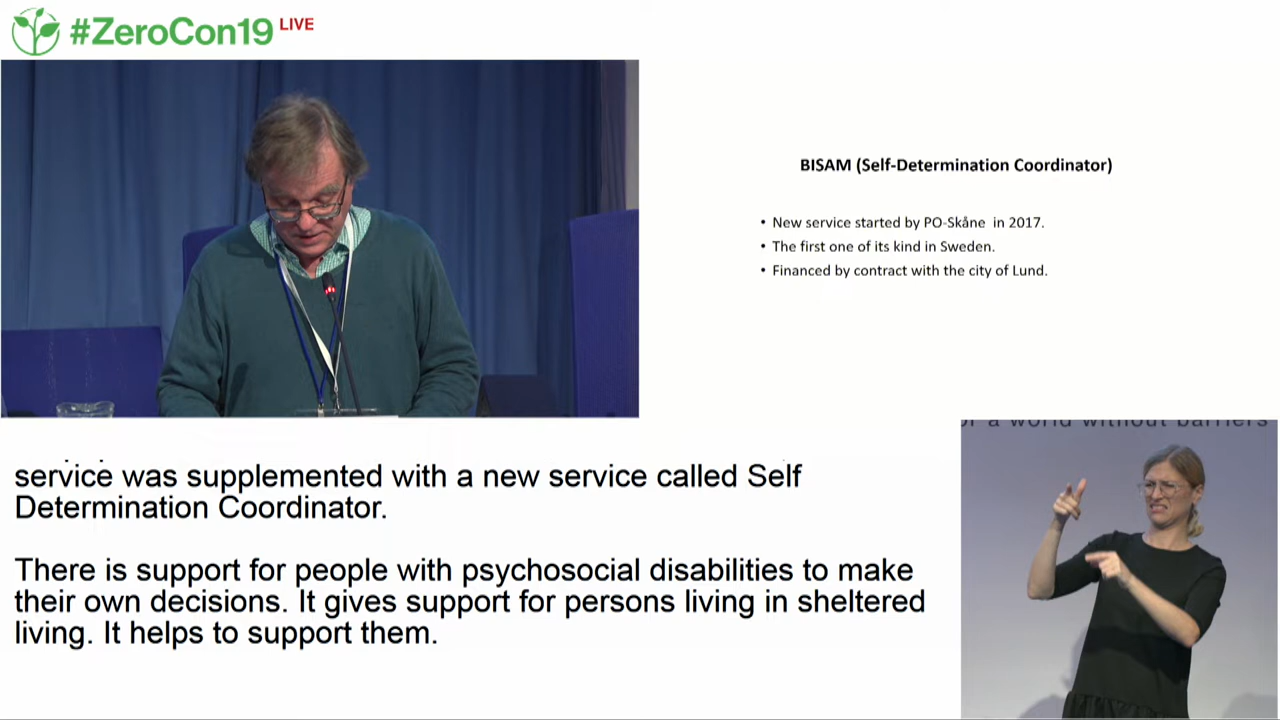 #ZeroCon19 LIVE
BISAM (Self-Determination Coordinator)
• New service started by PO-Skåne in 2017.
• The first one of its kind in Sweden.
• Financed by contract with the city of Lund.
a world without barriers
service was supplemented with a new service called Self
Determination Coordinator.
There is support for people with psychosocial disabilities to make
their own decisions. It gives support for persons living in sheltered
living. It helps to support them.